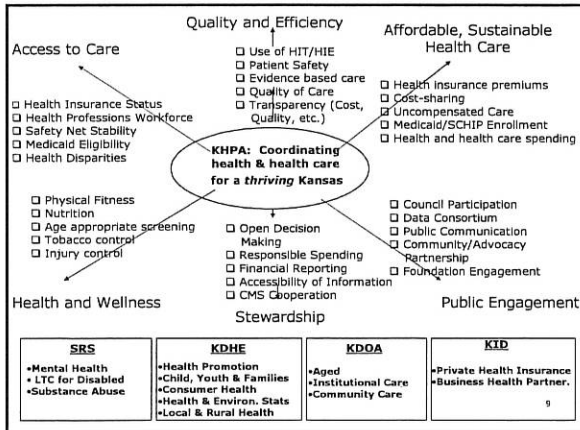 Quality and Efficiency
❑ Use of HIT/HIE
❑ Patient Safety
❑ Evidence based care
❑ Quality of Care
❑ Transparency (Cost,
Quality, etc.)
Access to Care
❑ Health Insurance Status
❑ Health Professions Workforce
❑ Safety Net Stability
❑ Medicaid Eligibility
❑ Health Disparities
Affordable, Sustainable
Health Care
❑ Health insurance premiums
❑ Cost-sharing
❑ Uncompensated Care
❑ Medicaid/SCHIP Enrollment
❑ Health and health care spending
KHPA: Coordinating
health & health care
for a thriving Kansas
❑ Physical Fitness
❑ Nutrition
❑ Age appropriate screening
❑ Tobacco control
❑ Injury control
Health and Wellness
❑ Open Decision
Making
❑ Responsible Spending
❑ Financial Reporting
❑ Accessibility of Information
❑ CMS Cooperation
Stewardship
❑ Council Participation
❑ Data Consortium
❑ Public Communication
❑ Community/Advocacy
Partnership
❑ Foundation Engagement
Public Engagement
SRS
•Mental Health
• LTC for Disabled
•Substance Abuse
KDHE
•Health Promotion
•Child, Youth & Families
•Consumer Health
•Health & Environ. Stats
•Local & Rural Health
KDOA
•Aged
•Institutional Care
•Community Care
KID
•Private Health Insurance
•Business Health Partner.
9